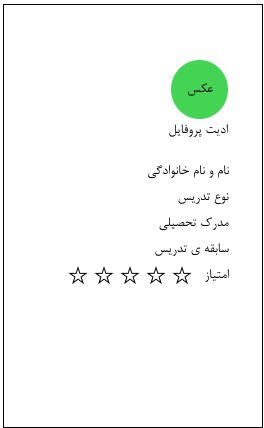 عکس
ادیت پروفایل
نام و نام خانوادگی
نوع تدریس
مدرک تحصیلی
سابقه ی تدریس
امتیاز ☆ ☆ ☆ ☆ ☆